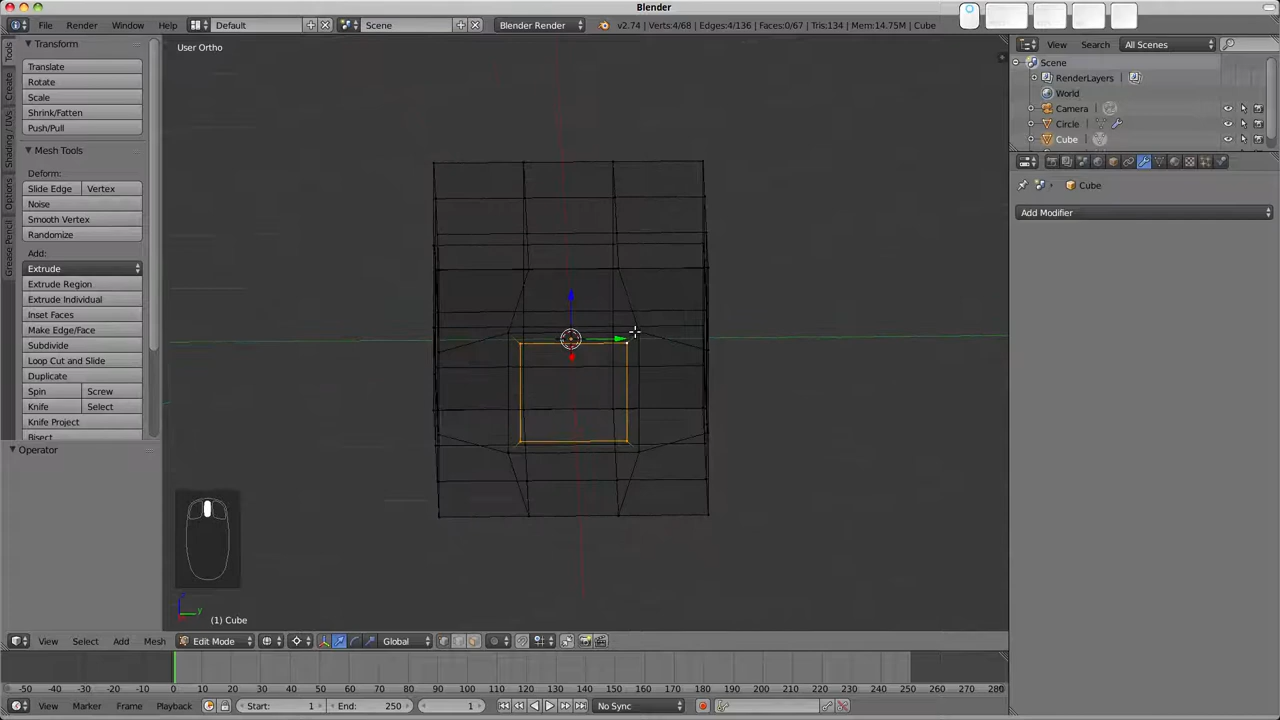 Blender
File Render Window Help Default Scene Blender Render v2.74 | Verts:4/68 | Edges:4/136 | Faces:0/67 | Tris:134 | Mem:14.75M | Cube
Tools
Create
Shading / UVs
Options
Grease Pencil
Transform
Translate
Rotate
Scale
Shrink/Fatten
Push/Pull
Mesh Tools
Deform:
Slide Edge Vertex
Noise
Smooth Vertex
Randomize
Add:
Extrude
Extrude Region
Extrude Individual
Inset Faces
Make Edge/Face
Subdivide
Loop Cut and Slide
Duplicate
Spin Screw
Knife Select
Knife Project
Bisect
Operator
User Ortho
z
y
(1) Cube
View Search All Scenes
Scene
RenderLayers
World
Camera
Circle
Cube
Cube
Add Modifier
View Select Add Mesh Edit Mode Global
-50 -40 -30 -20 -10 0 10 20 30 40 50 60 70 80 90 100 110 120 130 140 150 160 170 180 190 200 210 220 230 240 250 260 270 280
View Marker Frame Playback Start: 1 End: 250 1 No Sync